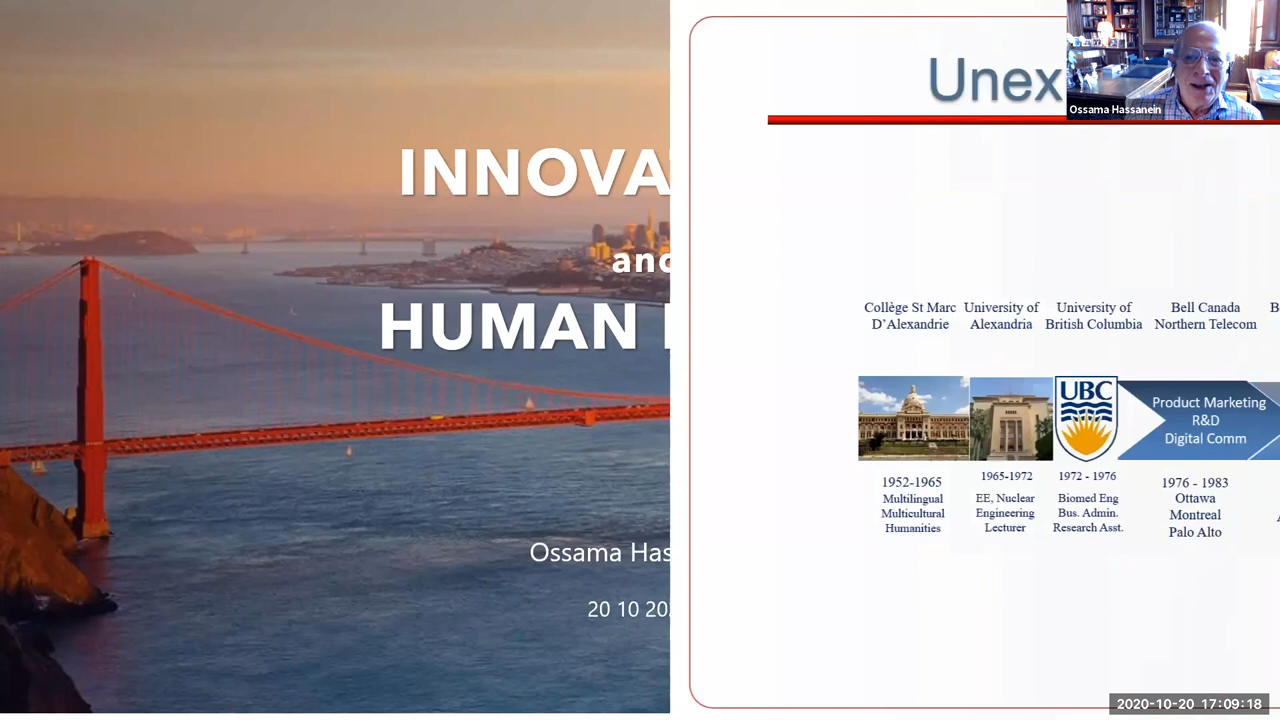 INNOVA
and
HUMAN
Ossama Has
20 10 20
Unex
Ossama Hassanein
Collège St Marc
D'Alexandrie
University of
Alexandria
University of
British Columbia
Bell Canada
Northern Telecom
B
UBC
Product Marketing
R&D
Digital Comm
1952-1965
Multilingual
Multicultural
Humanities
1965-1972
EE, Nuclear
Engineering
Lecturer
1972 - 1976
Biomed Eng
Bus. Admin.
Research Asst.
1976 - 1983
Ottawa
Montreal
Palo Alto
2020-10-20 17:09:18